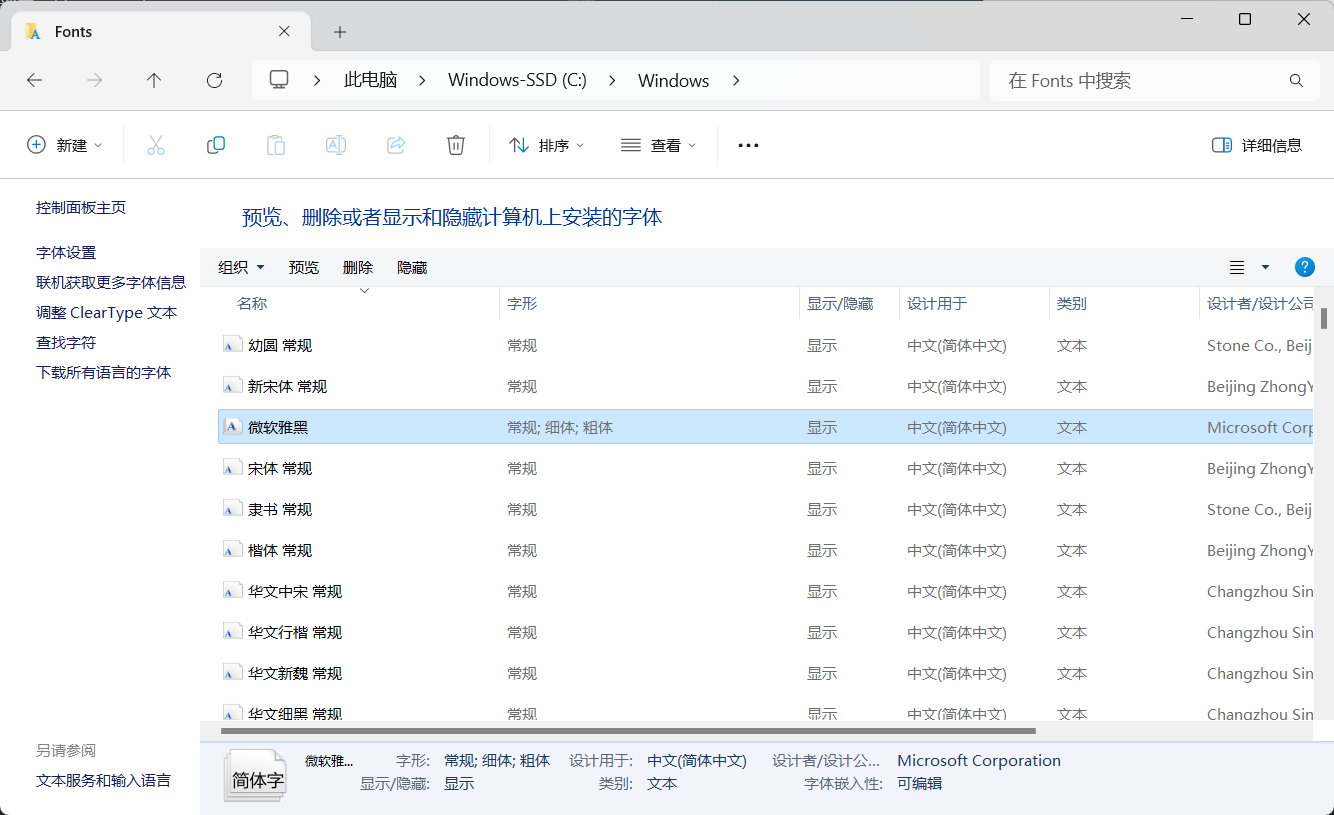 Fonts
此电脑 Windows-SSD (C:) Windows
在 Fonts 中搜索
新建 排序 查看 详细信息
控制面板主页
字体设置
联机获取更多字体信息
调整 ClearType 文本
查找字符
下载所有语言的字体
另请参阅
文本服务和输入语言
预览、删除或者显示和隐藏计算机上安装的字体
组织 预览 删除 隐藏
名称 字形 显示/隐藏 设计用于 类别 设计者/设计公司
幼圆 常规 常规 显示 中文(简体中文) 文本 Stone Co., Beij
新宋体 常规 常规 显示 中文(简体中文) 文本 Beijing ZhongY
微软雅黑 常规; 细体; 粗体 显示 中文(简体中文) 文本 Microsoft Corp
宋体 常规 常规 显示 中文(简体中文) 文本 Beijing ZhongY
隶书 常规 常规 显示 中文(简体中文) 文本 Stone Co., Beij
楷体 常规 常规 显示 中文(简体中文) 文本 Beijing ZhongY
华文中宋 常规 常规 显示 中文(简体中文) 文本 Changzhou Sin
华文行楷 常规 常规 显示 中文(简体中文) 文本 Changzhou Sin
华文新魏 常规 常规 显示 中文(简体中文) 文本 Changzhou Sin
华文细黑 常规 常规 显示 中文(简体中文) 文本 Changzhou Sin
简体字
微软雅... 字形: 常规; 细体; 粗体 设计用于: 中文(简体中文) 设计者/设计公... Microsoft Corporation
显示/隐藏: 显示 类别: 文本 字体嵌入性: 可编辑